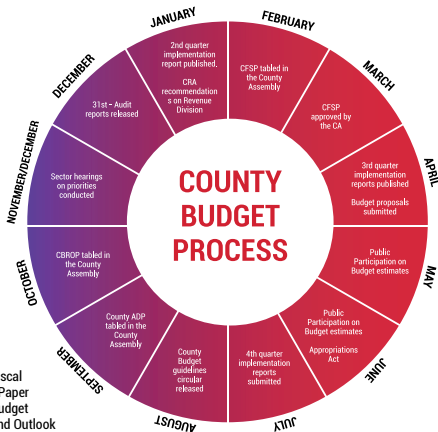 COUNTY
BUDGET
PROCESS
JANUARY
2nd quarter
implementation
report published.
CRA
recommendation
s on Revenue
Division
FEBRUARY
CFSP tabled in
the County
Assembly
MARCH
CFSP
approved by
the CA
APRIL
3rd quarter
implementation
reports published
Budget proposals
submitted
MAY
Public
Participation on
Budget estimates
JUNE
Public
Participation on
Budget estimates
Appropriations
Act
JULY
4th quarter
implementation
reports
submitted
AUGUST
County
Budget
guidelines
circular
released
SEPTEMBER
County ADP
tabled in the
County
Assembly
OCTOBER
CBROP tabled in
the County
Assembly
NOVEMBER/DECEMBER
Sector hearings
on priorities
conducted
DECEMBER
31st – Audit
reports released
iscal
Paper
udget
nd Outlook